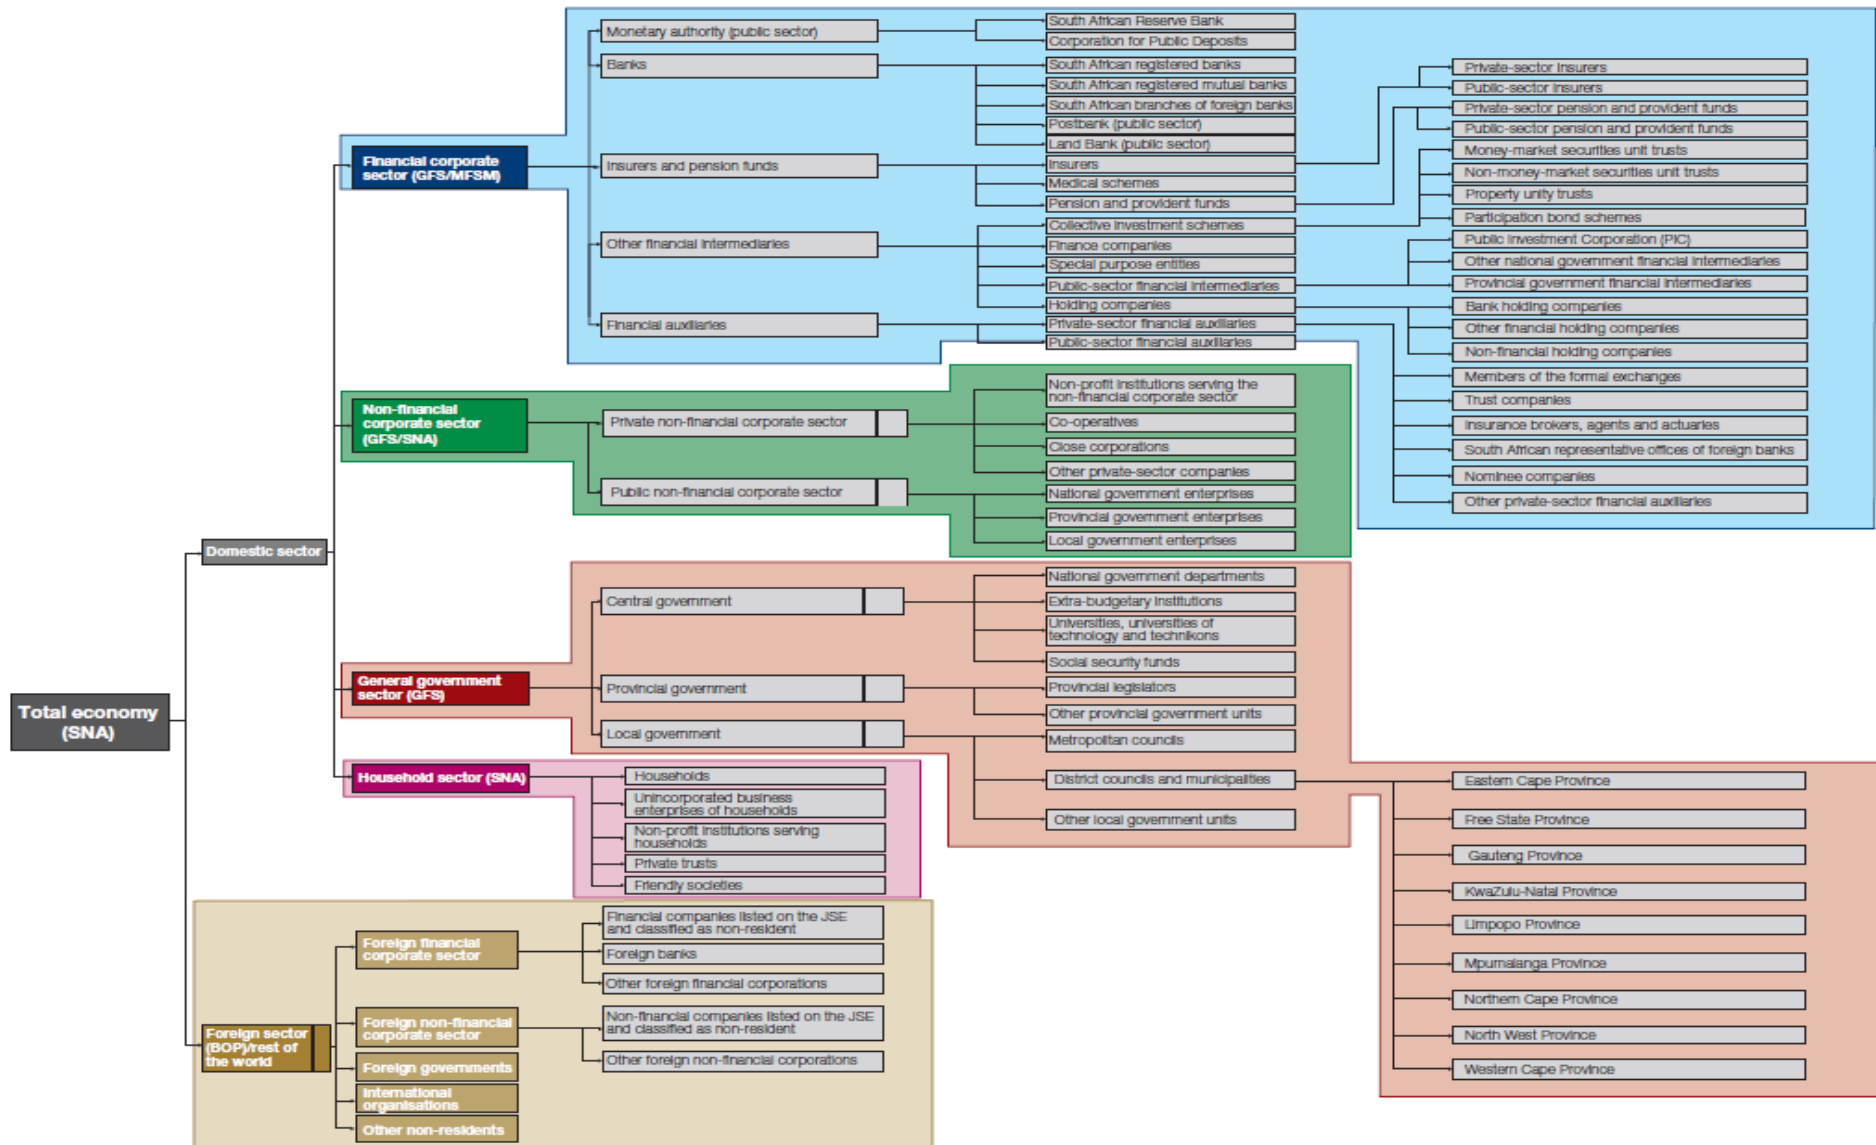 Total economy
(SNA)
Domestic sector
Financial corporate
sector (GFS/MFSM)
Monetary authority (public sector)
South African Reserve Bank
Corporation for Public Deposits
Banks
South African registered banks
South African registered mutual banks
South African branches of foreign banks
Postbank (public sector)
Land Bank (public sector)
Insurers and pension funds
Insurers
Medical schemes
Pension and provident funds
Private-sector insurers
Public-sector insurers
Private-sector pension and provident funds
Public-sector pension and provident funds
Other financial intermediaries
Collective investment schemes
Finance companies
Special purpose entities
Public-sector financial intermediaries
Holding companies
Money-market securities unit trusts
Non-money-market securities unit trusts
Property unity trusts
Participation bond schemes
Public Investment Corporation (PIC)
Other national government financial intermediaries
Provincial government financial intermediaries
Bank holding companies
Other financial holding companies
Non-financial holding companies
Financial auxiliaries
Private-sector financial auxiliaries
Public-sector financial auxiliaries
Members of the formal exchanges
Trust companies
Insurance brokers, agents and actuaries
South African representative offices of foreign banks
Nominee companies
Other private-sector financial auxiliaries
Non-financial
corporate sector
(GFS/SNA)
Private non-financial corporate sector
Non-profit institutions serving the
non-financial corporate sector
Co-operatives
Close corporations
Other private-sector companies
Public non-financial corporate sector
National government enterprises
Provincial government enterprises
Local government enterprises
General government
sector (GFS)
Central government
National government departments
Extra-budgetary institutions
Universities, universities of
technology and technikons
Social security funds
Provincial government
Provincial legislators
Other provincial government units
Local government
Metropolitan councils
District councils and municipalities
Other local government units
Eastern Cape Province
Free State Province
Gauteng Province
KwaZulu-Natal Province
Limpopo Province
Mpumalanga Province
Northern Cape Province
North West Province
Western Cape Province
Household sector (SNA)
Households
Unincorporated business
enterprises of households
Non-profit institutions serving
households
Private trusts
Friendly societies
Foreign sector
(BOP)/rest of
the world
Foreign financial
corporate sector
Financial companies listed on the JSE
and classified as non-resident
Foreign banks
Other foreign financial corporations
Foreign non-financial
corporate sector
Non-financial companies listed on the JSE
and classified as non-resident
Other foreign non-financial corporations
Foreign governments
International
organisations
Other non-residents